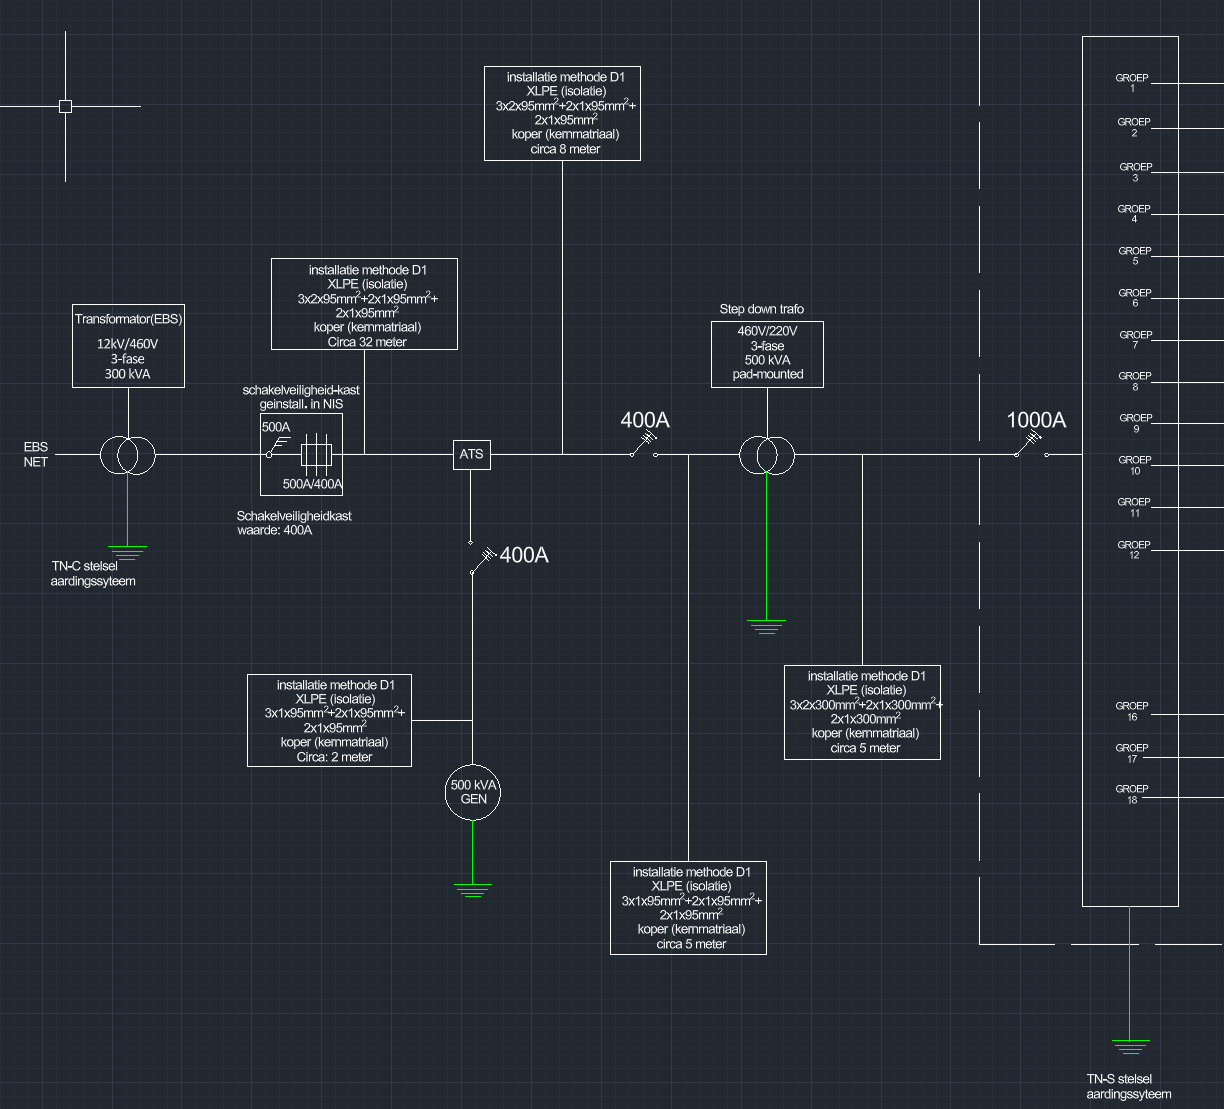 installatie methode D1
XLPE (isolatie)
3x2x95mm²+2x1x95mm²+
2x1x95mm²
koper (kernmatriaal)
circa 8 meter
installatie methode D1
XLPE (isolatie)
3x2x95mm²+2x1x95mm²+
2x1x95mm²
koper (kernmatriaal)
Circa 32 meter
Transformator(EBS)
12kV/460V
3-fase
300 kVA
schakelveiligheid-kast
geinstall. in NIS
500A
500A/400A
Schakelveiligheidkast
waarde: 400A
EBS
NET
TN-C stelsel
aardingssyteem
ATS
400A
400A
Step down trafo
460V/220V
3-fase
500 kVA
pad-mounted
1000A
installatie methode D1
XLPE (isolatie)
3x1x95mm²+2x1x95mm²+
2x1x95mm²
koper (kernmatriaal)
Circa: 2 meter
500 kVA
GEN
installatie methode D1
XLPE (isolatie)
3x2x300mm²+2x1x300mm²+
2x1x300mm²
koper (kernmatriaal)
circa 5 meter
installatie methode D1
XLPE (isolatie)
3x1x95mm²+2x1x95mm²+
2x1x95mm²
koper (kernmatriaal)
circa 5 meter
GROEP
1
GROEP
2
GROEP
3
GROEP
4
GROEP
5
GROEP
6
GROEP
7
GROEP
8
GROEP
9
GROEP
10
GROEP
11
GROEP
12
GROEP
16
GROEP
17
GROEP
18
TN-S stelsel
aardingssyteem